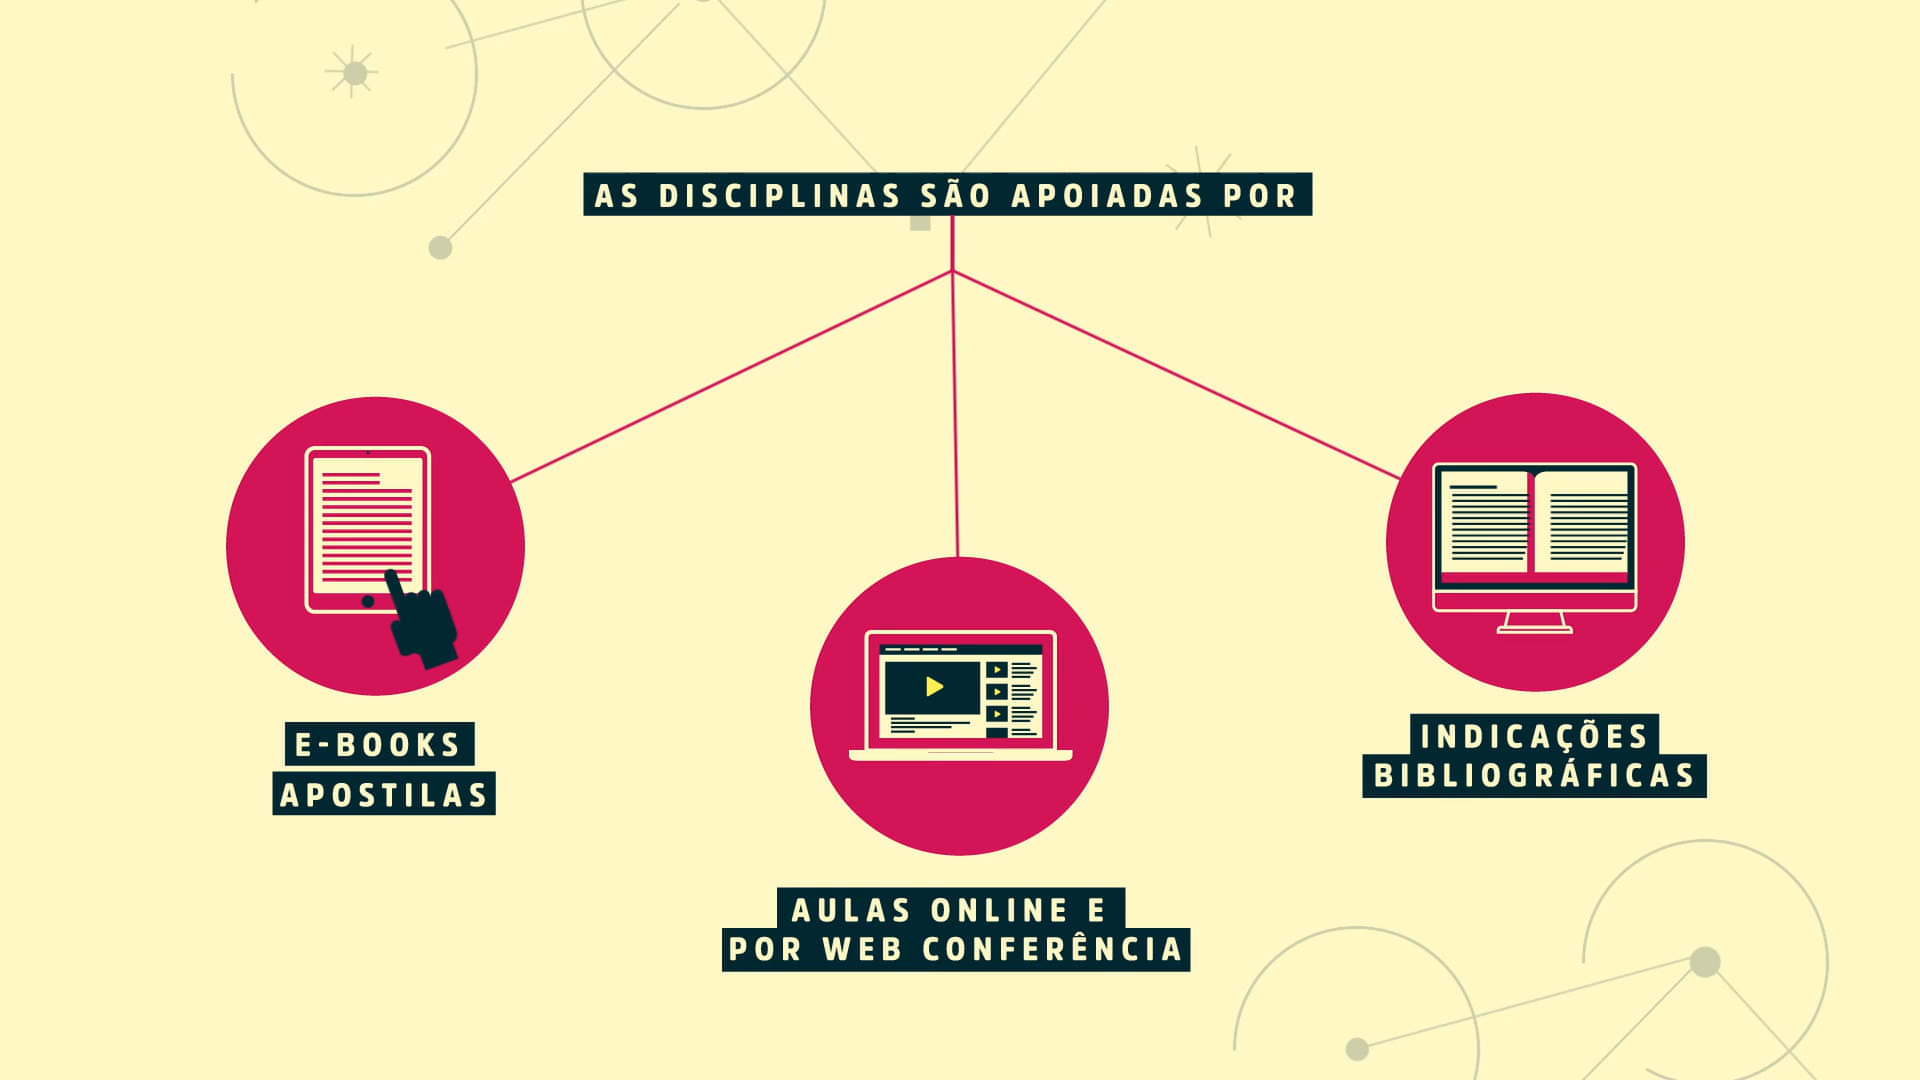 AS DISCIPLINAS SÃO APOIADAS POR
E-BOOKS
APOSTILAS
AULAS ONLINE E
POR WEB CONFERÊNCIA
INDICAÇÕES
BIBLIOGRÁFICAS